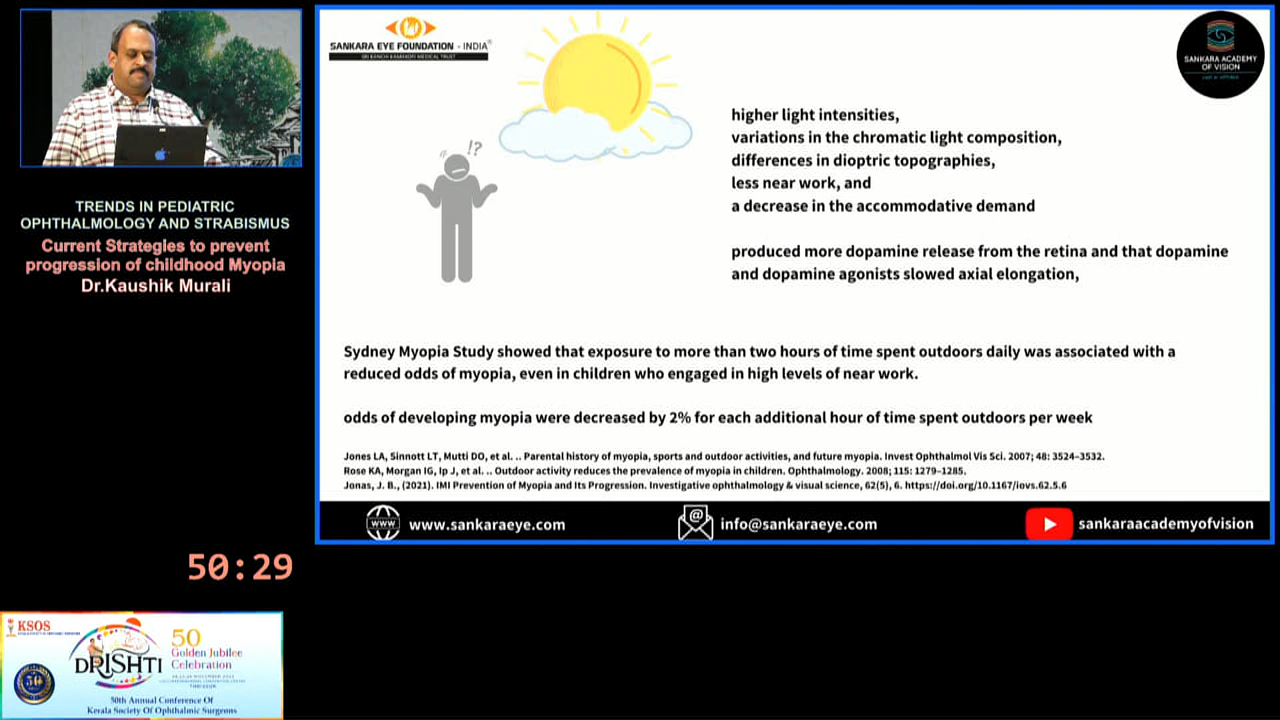 SANKARA EYE FOUNDATION - INDIA®
SRI KANCHI KAMAKOTI MEDICAL TRUST
SANKARA ACADEMY
OF VISION
!?
higher light intensities,
variations in the chromatic light composition,
differences in dioptric topographies,
less near work, and
a decrease in the accommodative demand
produced more dopamine release from the retina and that dopamine
and dopamine agonists slowed axial elongation,
TRENDS IN PEDIATRIC
OPHTHALMOLOGY AND STRABISMUS
Current Strategies to prevent
progression of childhood Myopia
Dr.Kaushik Murali
Sydney Myopia Study showed that exposure to more than two hours of time spent outdoors daily was associated with a
reduced odds of myopia, even in children who engaged in high levels of near work.
odds of developing myopia were decreased by 2% for each additional hour of time spent outdoors per week
Jones LA, Sinnott LT, Mutti DO, et al. .. Parental history of myopia, sports and outdoor activities, and future myopia. Invest Ophthalmol Vis Sci. 2007; 48: 3524–3532.
Rose KA, Morgan IG, Ip J, et al. .. Outdoor activity reduces the prevalence of myopia in children. Ophthalmology. 2008; 115: 1279–1285.
Jonas, J. B., (2021). IMI Prevention of Myopia and Its Progression. Investigative ophthalmology & visual science, 62(5), 6. https://doi.org/10.1167/iovs.62.5.6
WWW www.sankaraeye.com
@ info@sankaraeye.com
sankaraacademyofvision
50:29
KSOS
50
Golden Jubilee
Celebration
DRISHTI
50
50th Annual Conference Of
Kerala Society Of Ophthalmic Surgeons